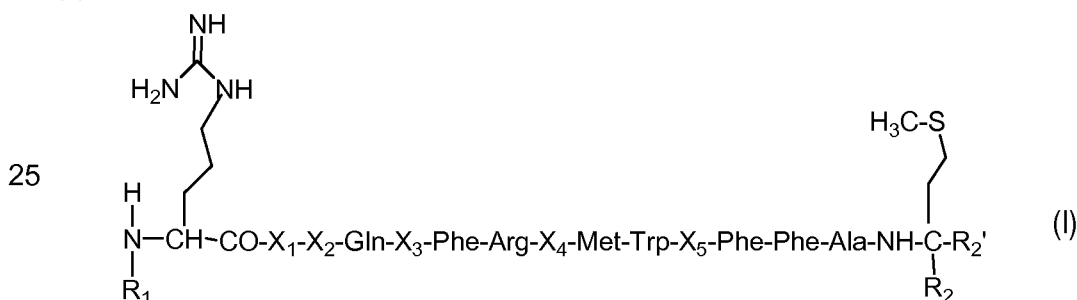 NH
H₂N NH
H₃C-S
25
H
N-CH-CO-X₁-X₂-Gln-X₃-Phe-Arg-X₄-Met-Trp-X₅-Phe-Phe-Ala-NH-C-R₂' (I)
R₁ R₂